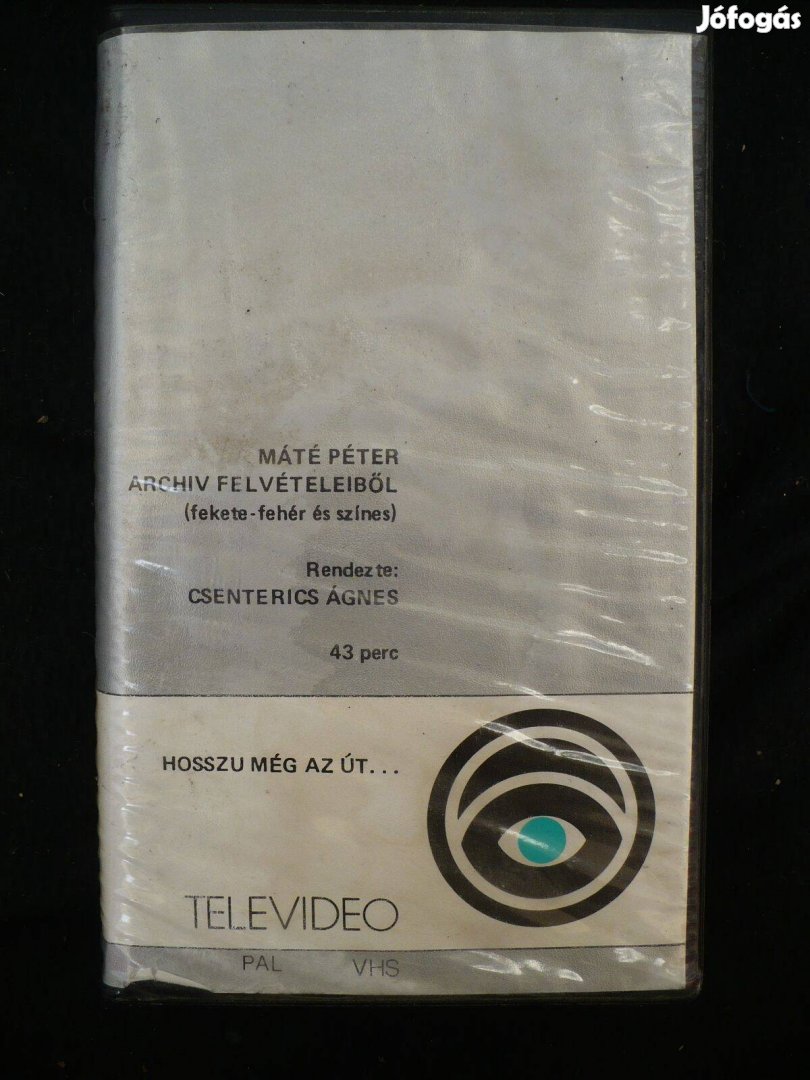 Jófogás
MÁTÉ PÉTER
ARCHIV FELVÉTELEIBŐL
(fekete-fehér és színes)
Rendezte:
CSENTERICS ÁGNES
43 perc
HOSSZU MÉG AZ ÚT...
TELEVIDEO
PAL VHS